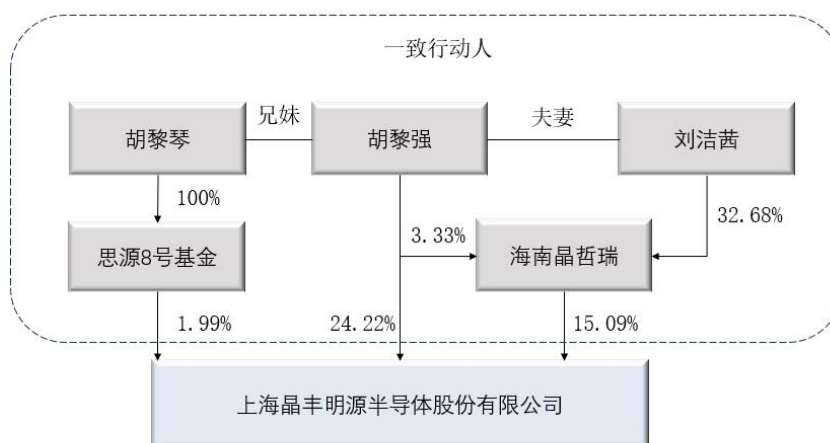 一致行动人
胡黎琴
兄妹
胡黎强
夫妻
刘洁茜
100%
32.68%
3.33%
思源8号基金
海南晶哲瑞
1.99%
24.22%
15.09%
上海晶丰明源半导体股份有限公司